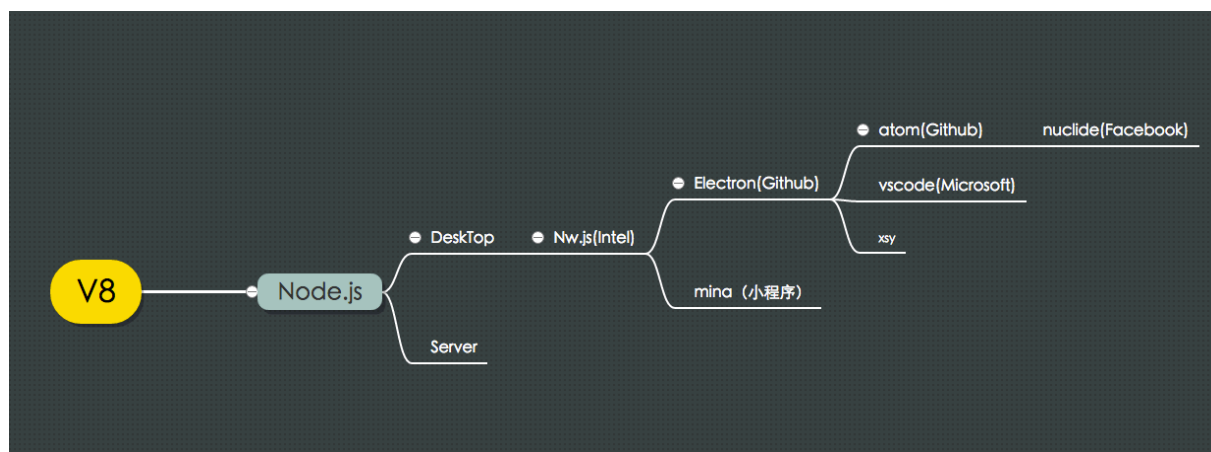 V8
Node.js
DeskTop
Nw.js(Intel)
Electron(Github)
atom(Github)
nuclide(Facebook)
vscode(Microsoft)
xsy
mina（小程序）
Server